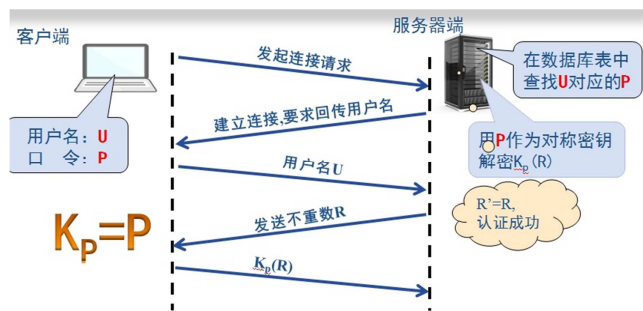 客户端
服务器端
发起连接请求
在数据库表中
查找U对应的P
建立连接,要求回传用户名
用户名：U
口 令：P
用P作为对称密钥
解密Kp(R)
用户名U
R’=R,
认证成功
发送不重数R
KP=P
Kp(R)